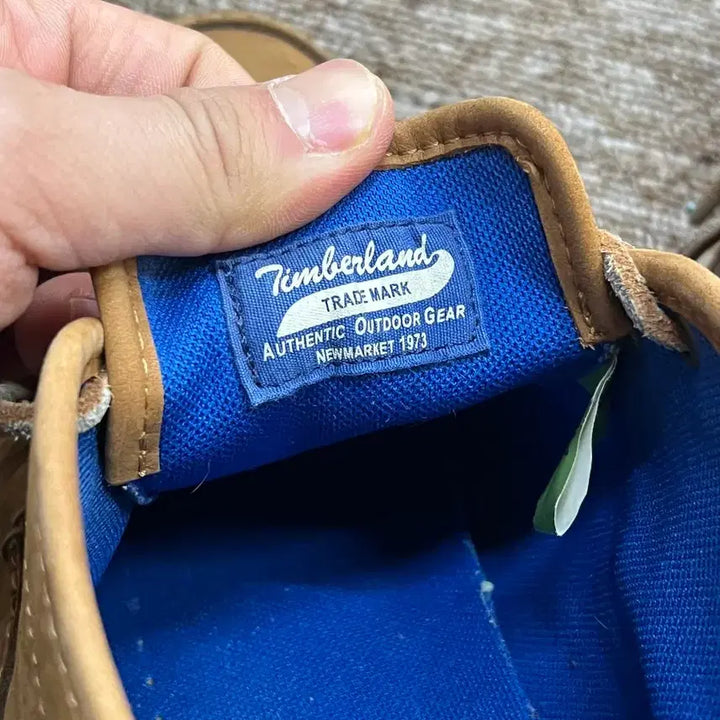 Timberland
TRADE MARK
AUTHENTIC OUTDOOR GEAR
NEWMARKET 1973